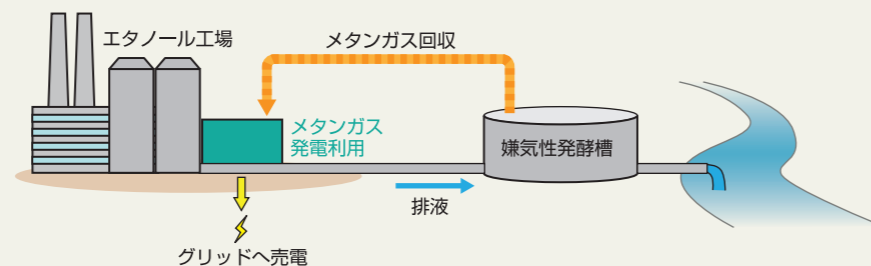 エタノール工場
メタンガス回収
メタンガス
発電利用
嫌気性発酵槽
排液
グリッドへ売電